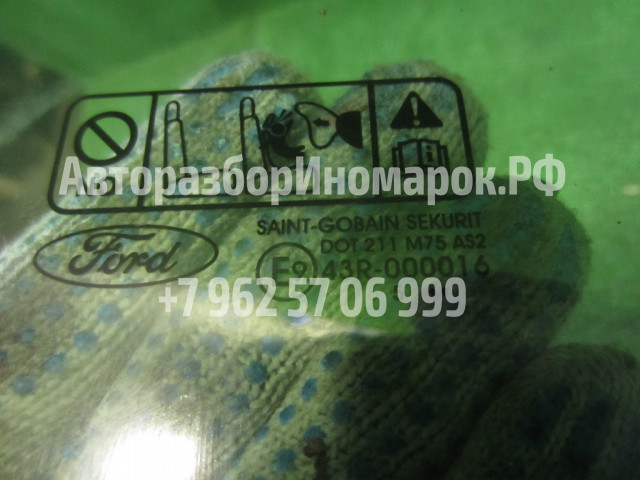 АвторазборИномарок.РФ
Ford
SAINT-GOBAIN SEKURIT
DOT 211 M75 AS2
E9 43R-000016
+7 962 57 06 999